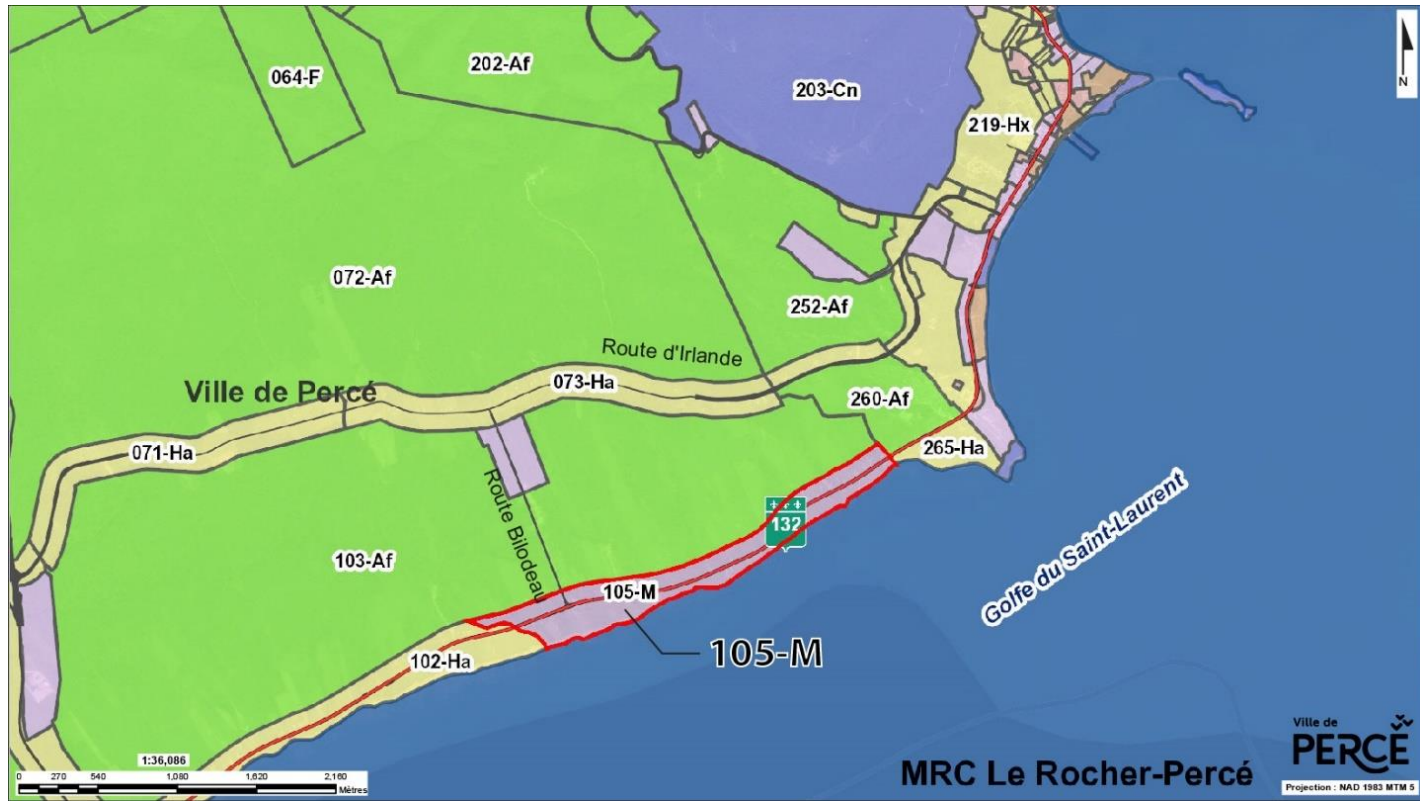 202-Af
064-F
203-Cn
N
219-Hx
072-Af
252-Af
Route d'Irlande
073-Ha
Ville de Percé
260-Af
071-Ha
265-Ha
Route Bilodeau
132
103-Af
105-M
Golfe du Saint-Laurent
105-M
102-Ha
1:36,086
0 270 540 1,080 1,620 2,160
Mètres
MRC Le Rocher-Percé
Ville de
PERCÉ
Projection : NAD 1983 MTM 5